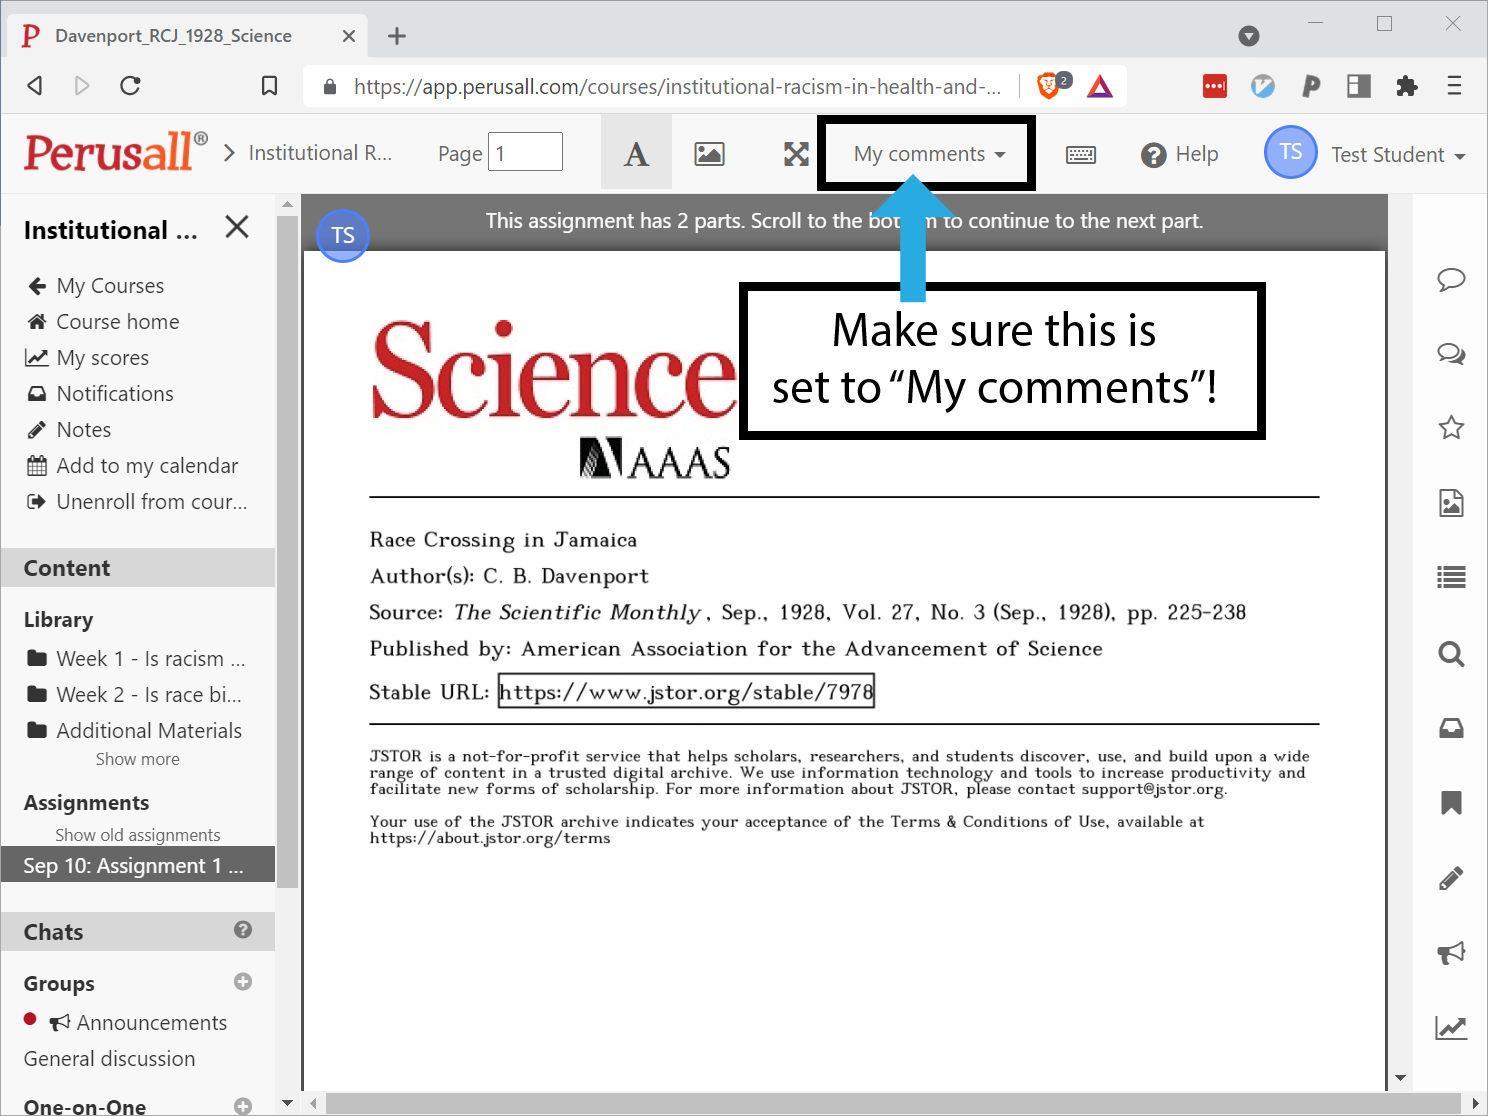 Davenport_RCJ_1928_Science
https://app.perusall.com/courses/institutional-racism-in-health-and-...
2
Perusall®
Institutional R...
Page 1
A
My comments
Help
TS
Test Student
Institutional ...
My Courses
Course home
My scores
Notifications
Notes
Add to my calendar
Unenroll from cour...
Content
Library
Week 1 - Is racism ...
Week 2 - Is race bi...
Additional Materials
Show more
Assignments
Show old assignments
Sep 10: Assignment 1 ...
Chats
Groups
Announcements
General discussion
One-on-One
TS
This assignment has 2 parts. Scroll to the bottom to continue to the next part.
Make sure this is
set to “My comments”!
Science
AAAS
Race Crossing in Jamaica
Author(s): C. B. Davenport
Source: The Scientific Monthly, Sep., 1928, Vol. 27, No. 3 (Sep., 1928), pp. 225-238
Published by: American Association for the Advancement of Science
Stable URL: https://www.jstor.org/stable/7978
JSTOR is a not-for-profit service that helps scholars, researchers, and students discover, use, and build upon a wide
range of content in a trusted digital archive. We use information technology and tools to increase productivity and
facilitate new forms of scholarship. For more information about JSTOR, please contact support@jstor.org.
Your use of the JSTOR archive indicates your acceptance of the Terms & Conditions of Use, available at
https://about.jstor.org/terms